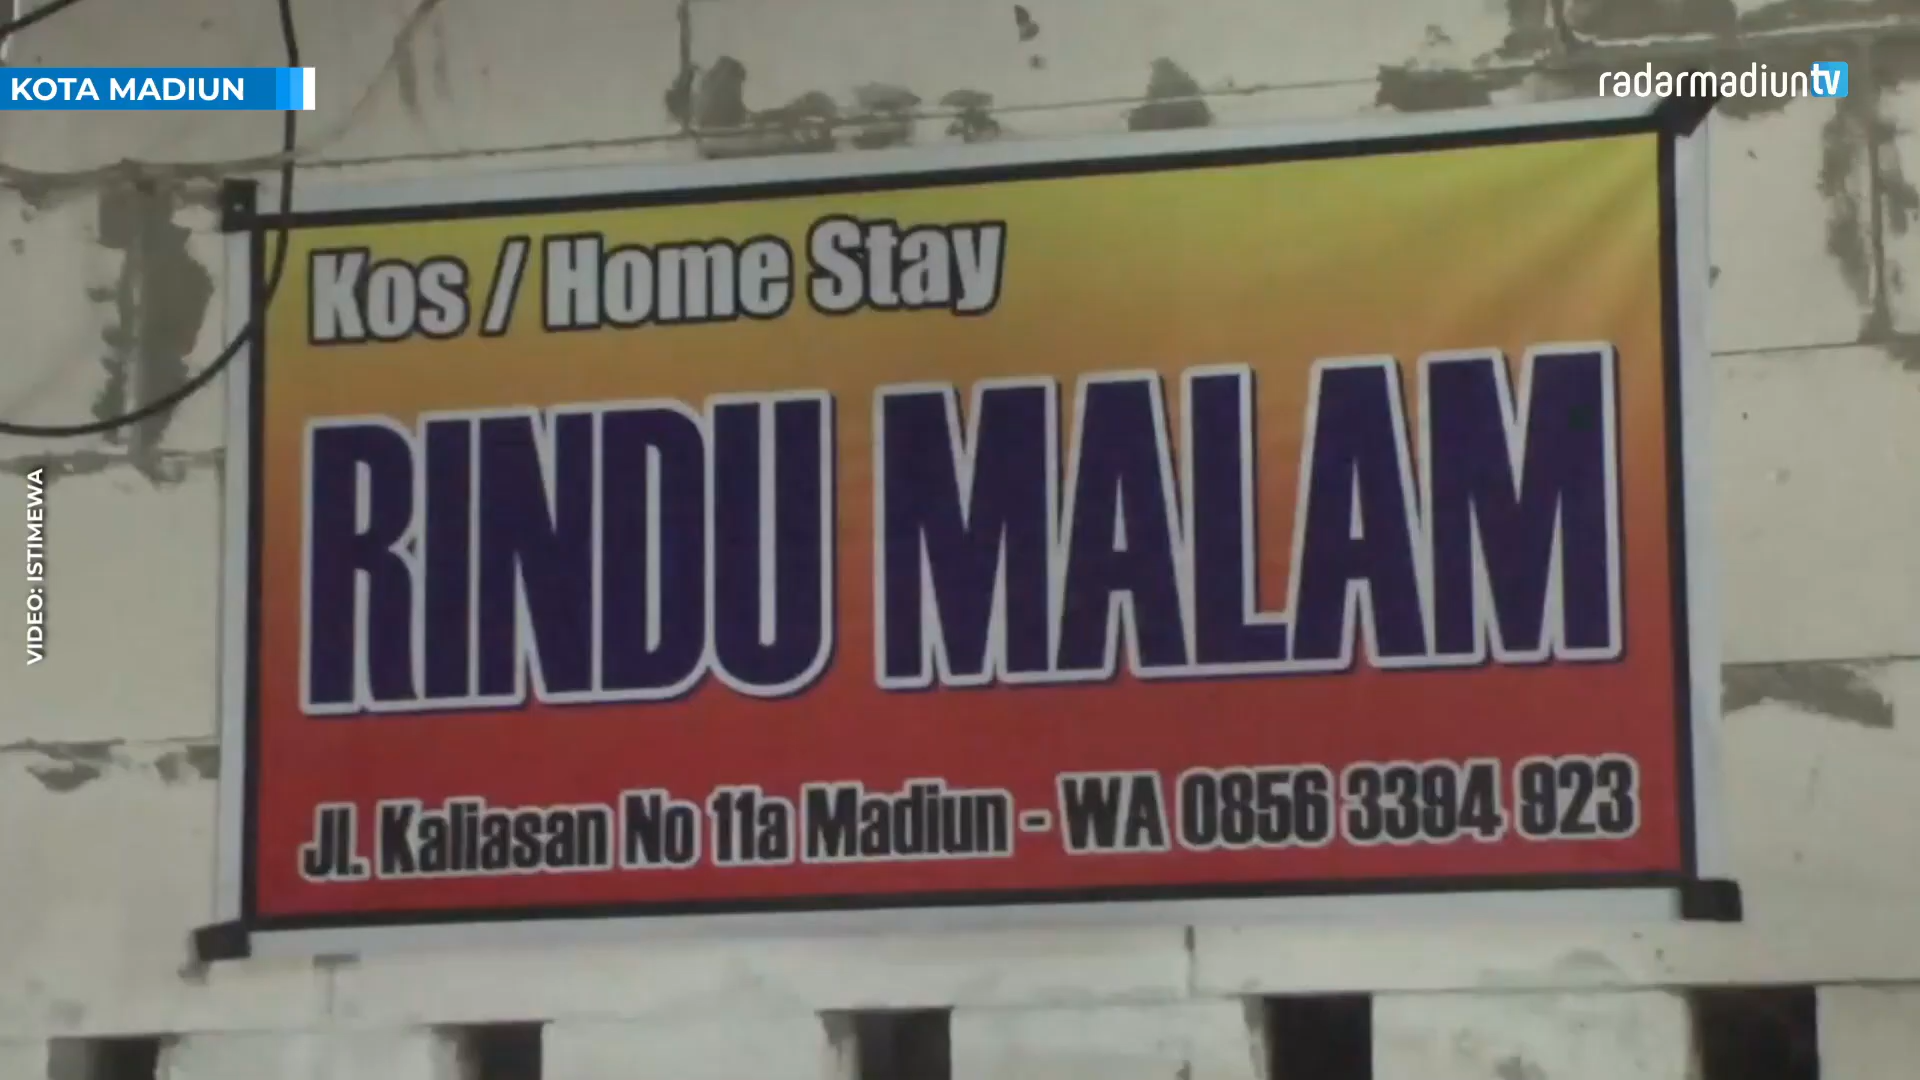 KOTA MADIUN
radarmadiuntv
Kos / Home Stay
RINDU MALAM
Jl. Kaliasan No 11a Madiun - WA 0856 3394 923
VIDEO: ISTIMEWA